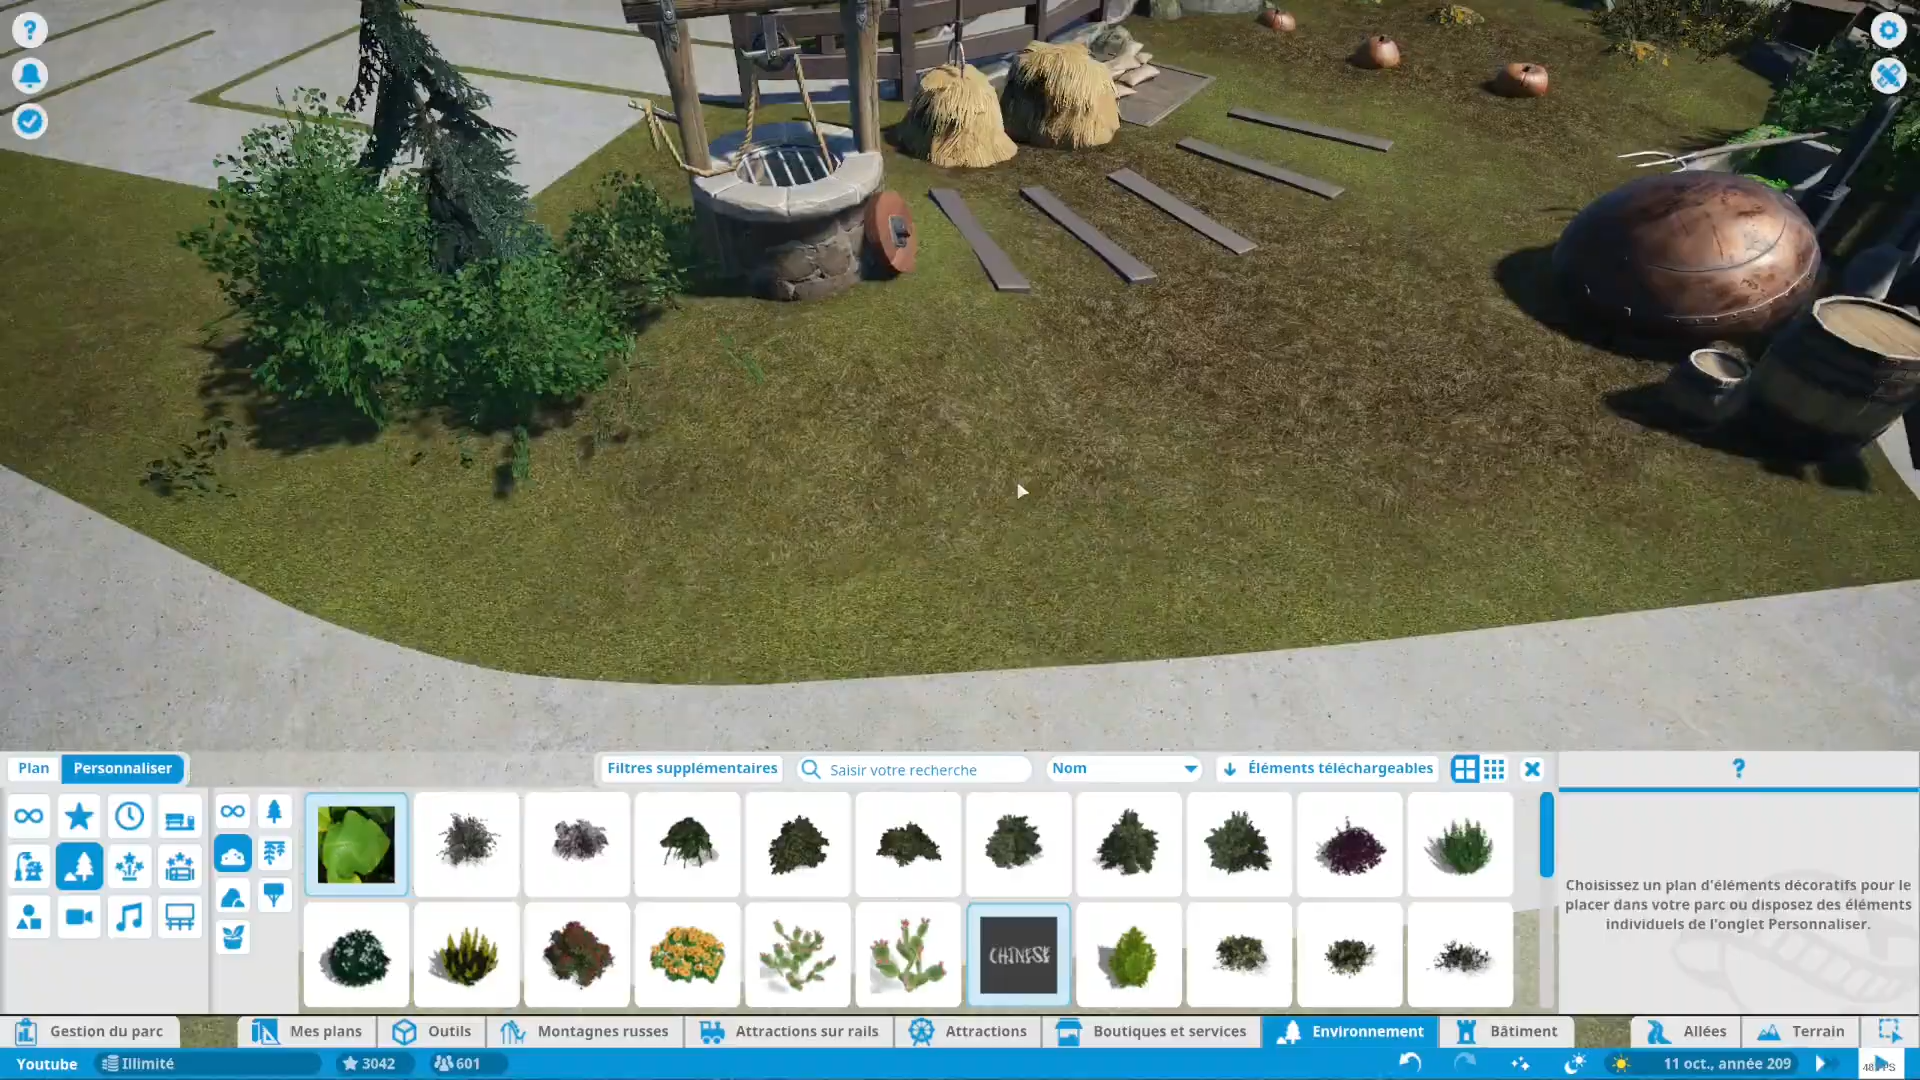 ?
Plan
Personnaliser
Filtres supplémentaires
Saisir votre recherche
Nom
Éléments téléchargeables
?
CHINESE
Choisissez un plan d'éléments décoratifs pour le
placer dans votre parc ou disposez des éléments
individuels de l'onglet Personnaliser.
Gestion du parc
Mes plans
Outils
Montagnes russes
Attractions sur rails
Attractions
Boutiques et services
Environnement
Bâtiment
Allées
Terrain
Youtube
Illimité
3042
601
11 oct., année 209